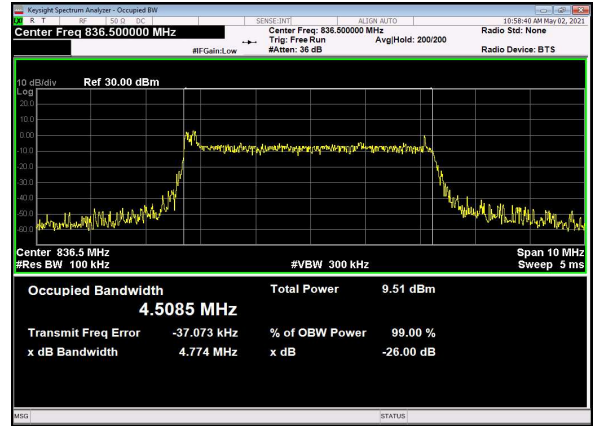 Keysight Spectrum Analyzer - Occupied BW
R T RF 50 Ω DC SENSE:INT ALIGN AUTO 10:58:40 AM May 02, 2021
Center Freq 836.500000 MHz Center Freq: 836.500000 MHz Radio Std: None
Trig: Free Run Avg|Hold: 200/200
#IFGain:Low #Atten: 36 dB Radio Device: BTS
10 dB/div Ref 30.00 dBm
Log
20.0
10.0
0.00
-10.0
-20.0
-30.0
-40.0
-50.0
-60.0
Center 836.5 MHz Span 10 MHz
#Res BW 100 kHz #VBW 300 kHz Sweep 5 ms
Occupied Bandwidth Total Power 9.51 dBm
4.5085 MHz
Transmit Freq Error -37.073 kHz % of OBW Power 99.00 %
x dB Bandwidth 4.774 MHz x dB -26.00 dB
MSG STATUS